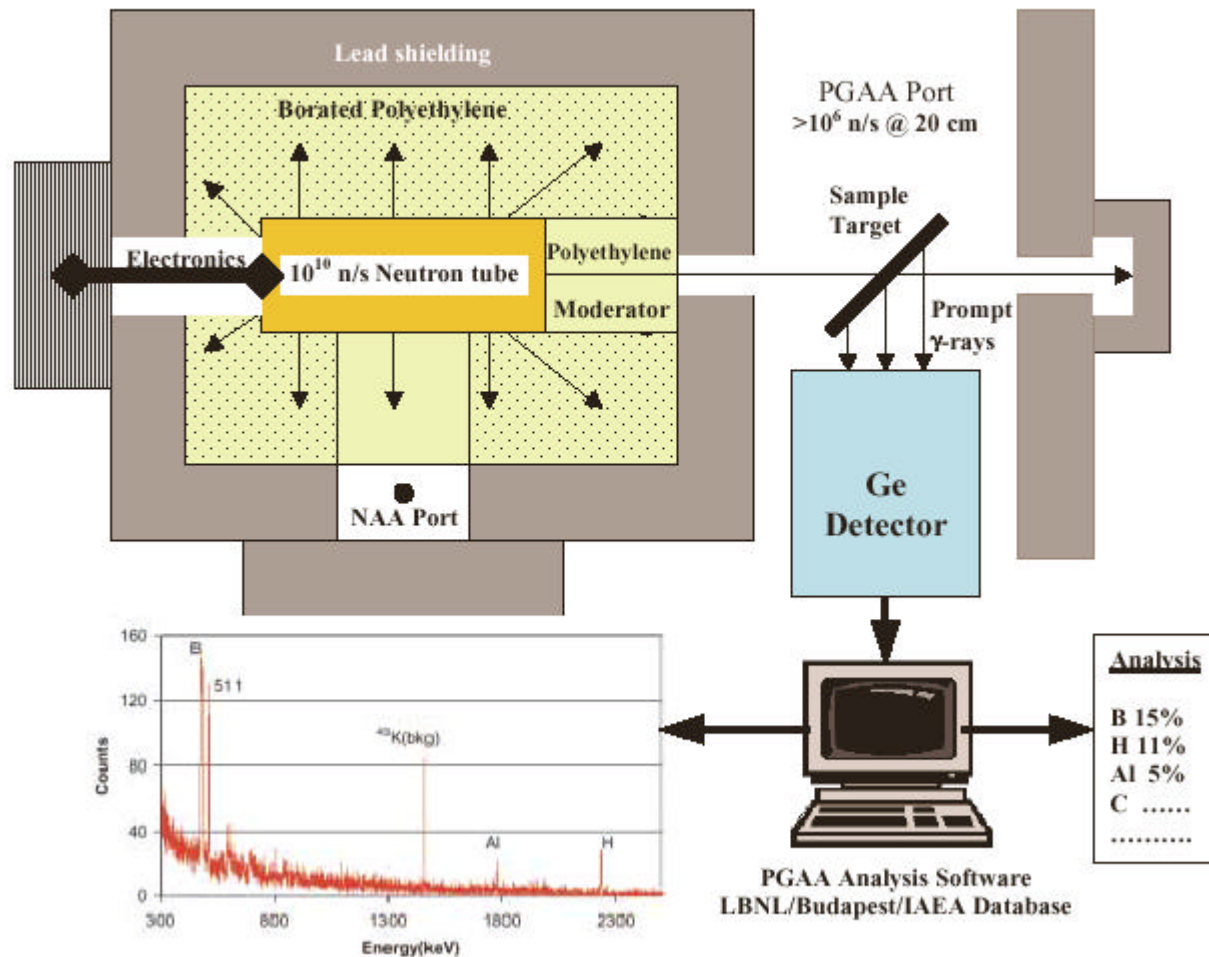 Lead shielding
Borated Polyethylene
PGAA Port
>10⁶ n/s @ 20 cm
Sample
Target
Electronics
10¹⁰ n/s Neutron tube
Polyethylene
Moderator
Prompt
γ-rays
NAA Port
Ge
Detector
160
120
80
40
0
Counts
B
511
⁴⁰K(bkg)
Al
H
300
800
1300
1800
2300
Energy(keV)
PGAA Analysis Software
LBNL/Budapest/IAEA Database
Analysis
B 15%
H 11%
Al 5%
C ......
..........